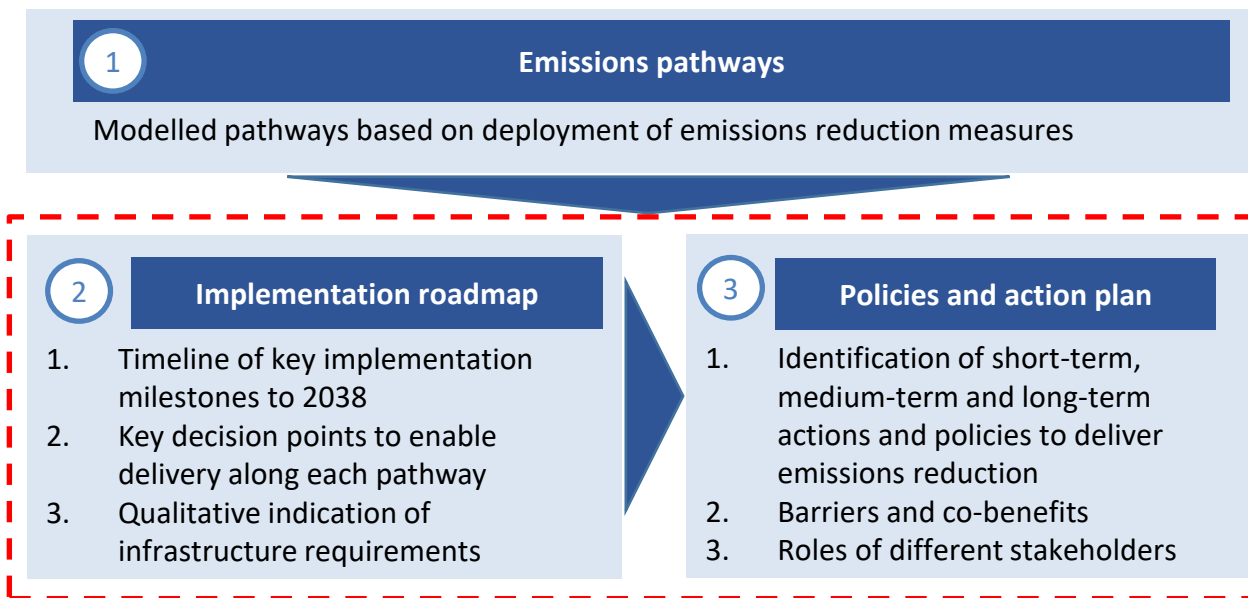 1
Emissions pathways
Modelled pathways based on deployment of emissions reduction measures
2
Implementation roadmap
1. Timeline of key implementation
milestones to 2038
2. Key decision points to enable
delivery along each pathway
3. Qualitative indication of
infrastructure requirements
3
Policies and action plan
1. Identification of short-term,
medium-term and long-term
actions and policies to deliver
emissions reduction
2. Barriers and co-benefits
3. Roles of different stakeholders